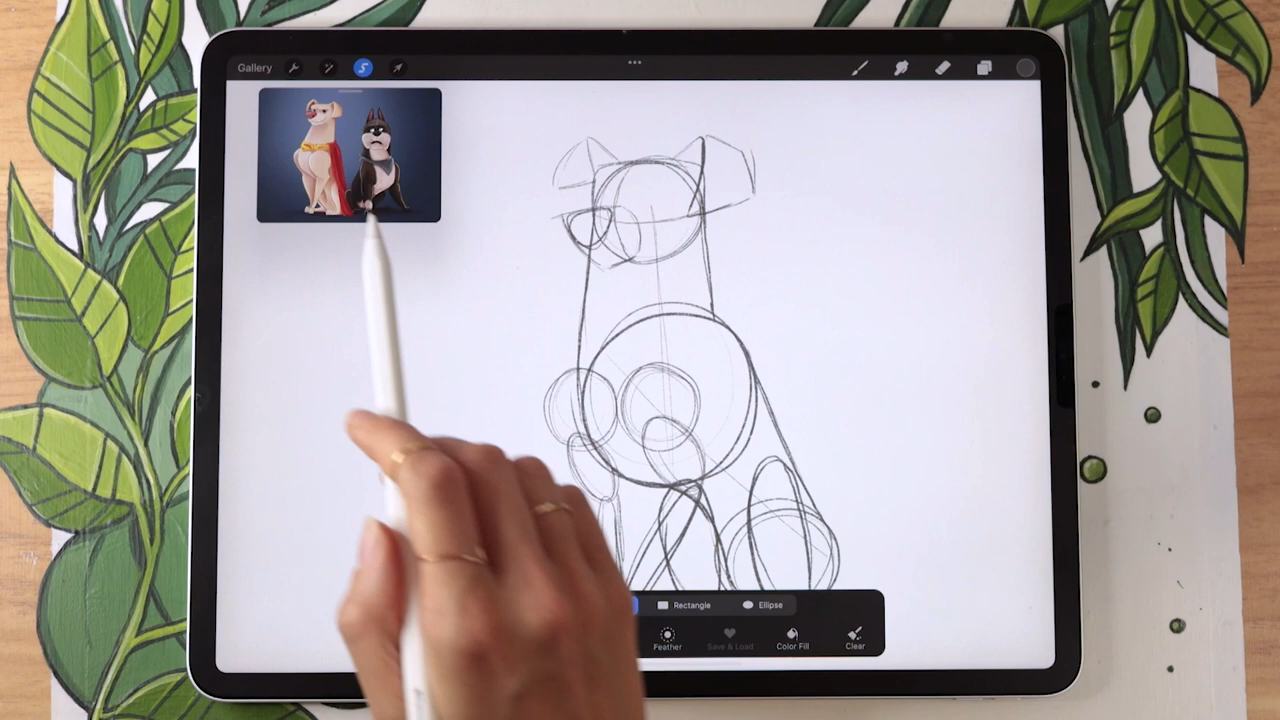 Gallery
Rectangle
Ellipse
Feather
Save & Load
Color Fill
Clear